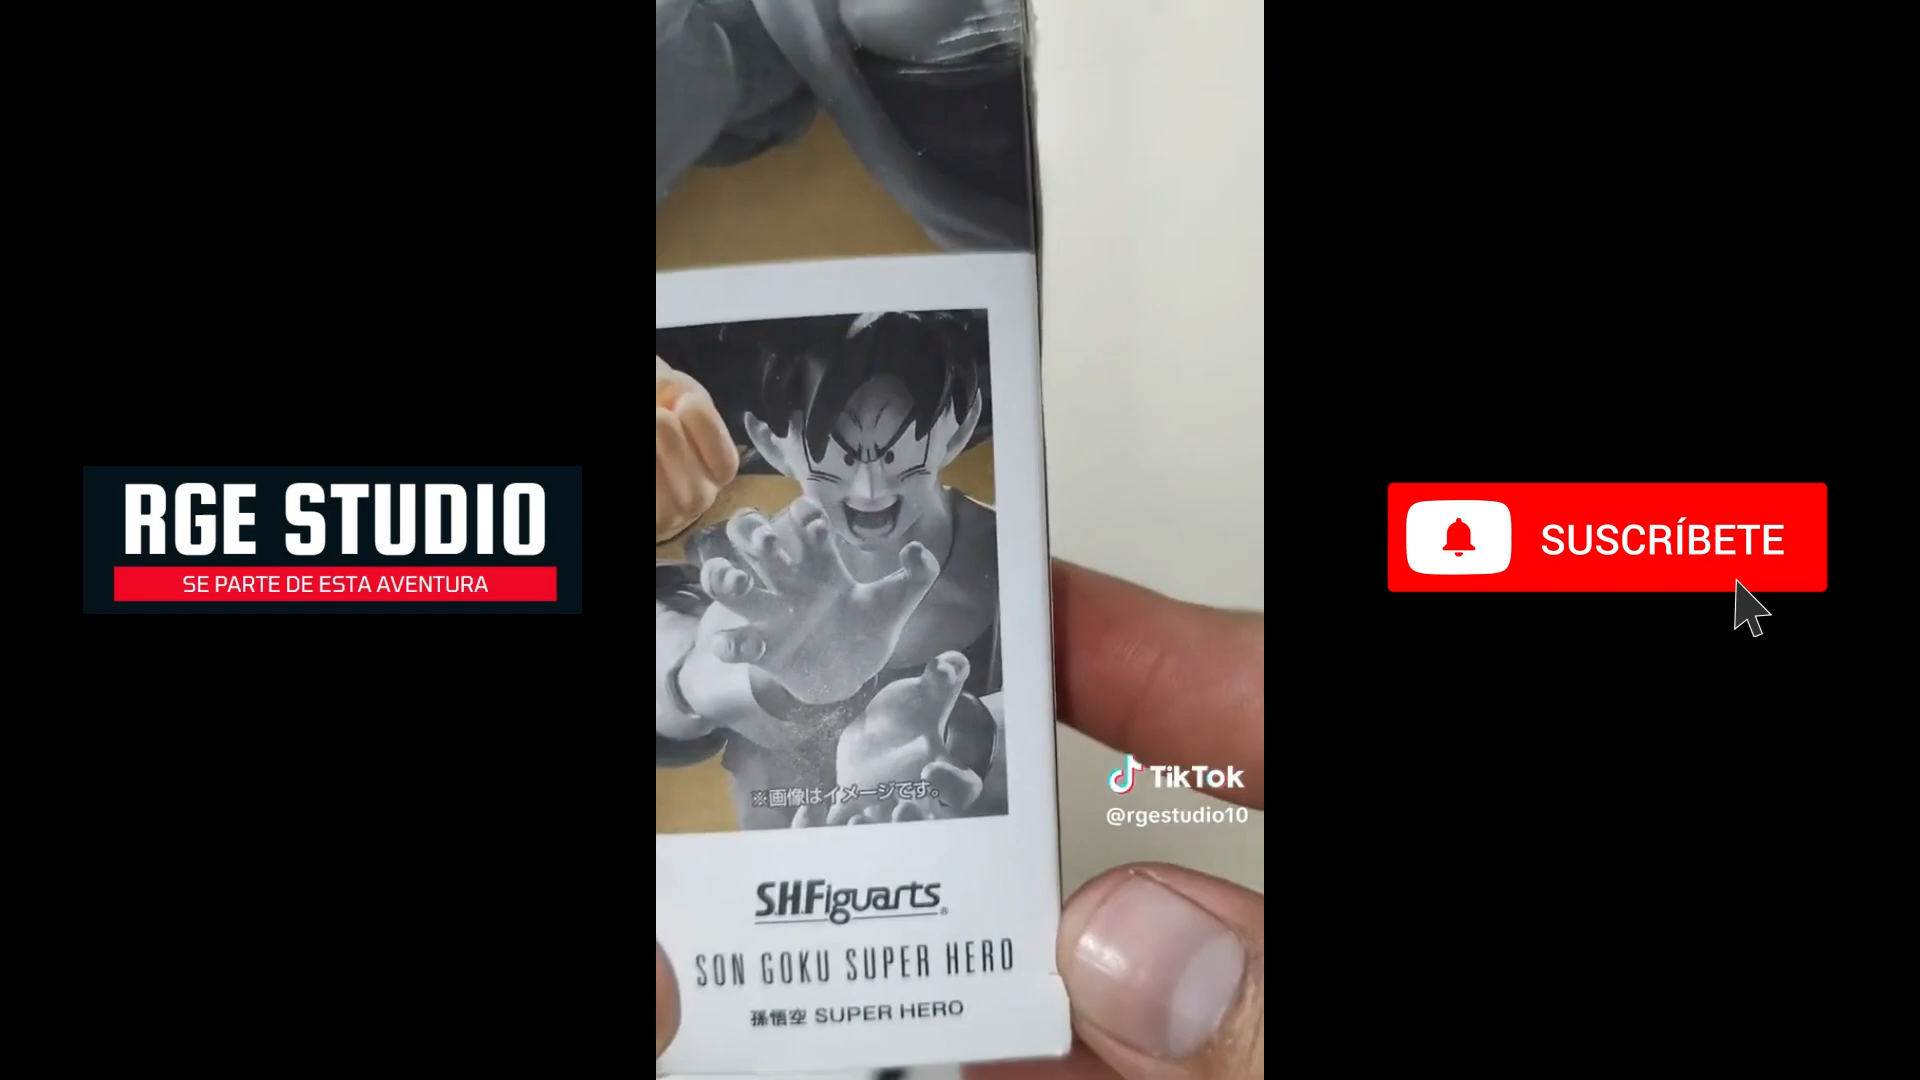 RGE STUDIO
SE PARTE DE ESTA AVENTURA
※画像はイメージです。
S.H.Figuarts®
SON GOKU SUPER HERO
孫悟空 SUPER HERO
TikTok
@rgestudio10
SUSCRÍBETE